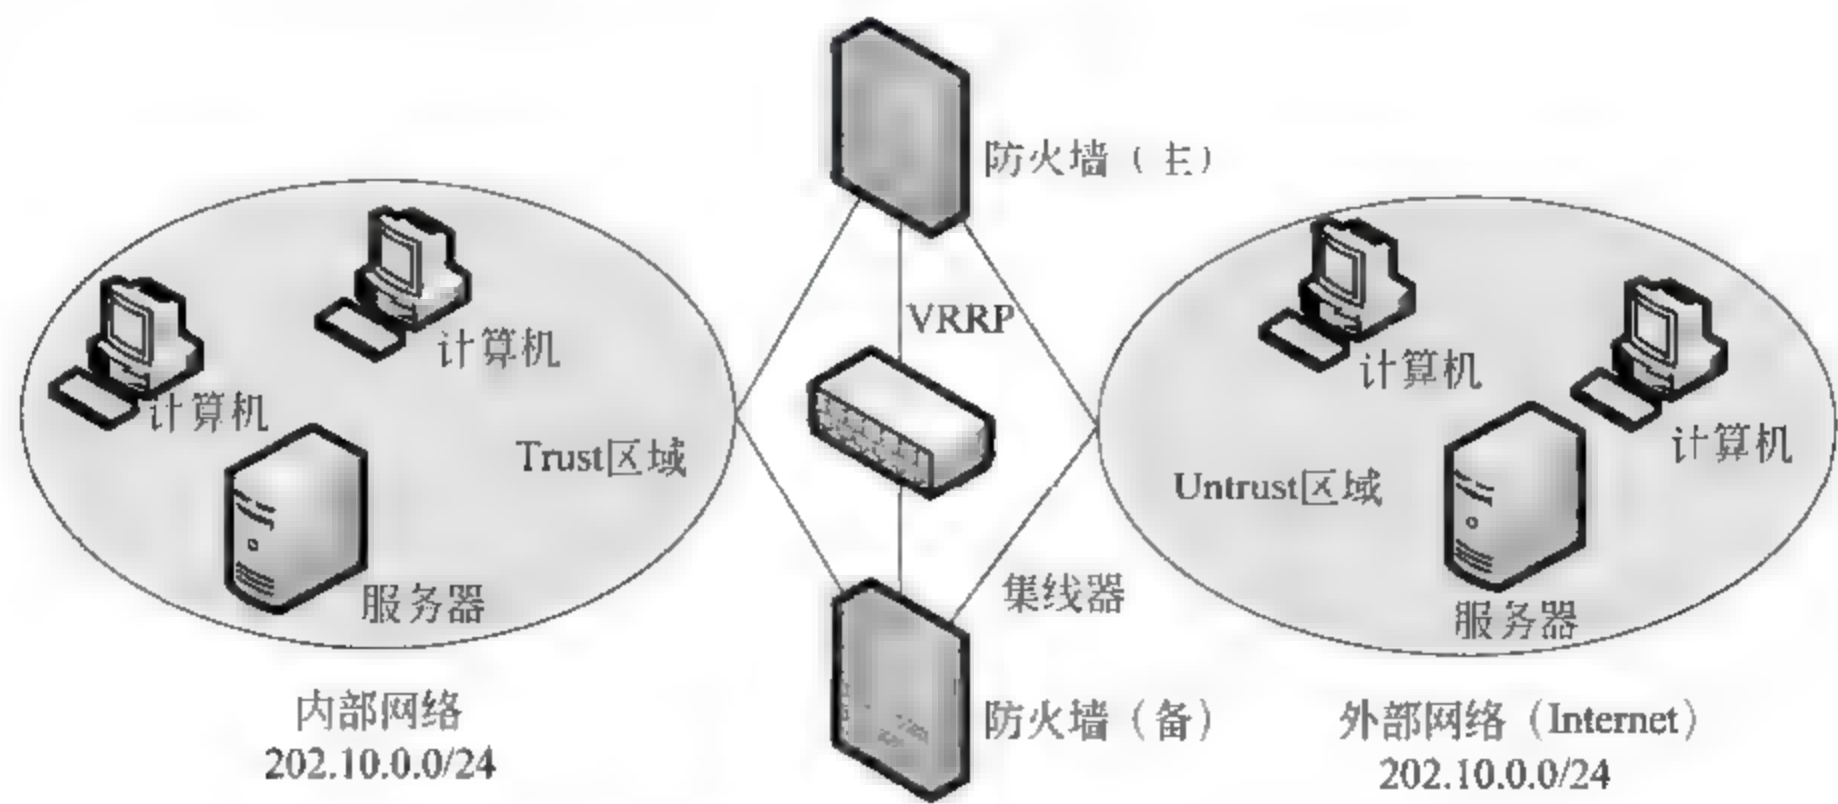 防火墙（主）
VRRP
计算机
计算机
Trust区域
服务器
内部网络
202.10.0.0/24
集线器
防火墙（备）
计算机
计算机
Untrust区域
服务器
外部网络（Internet）
202.10.0.0/24